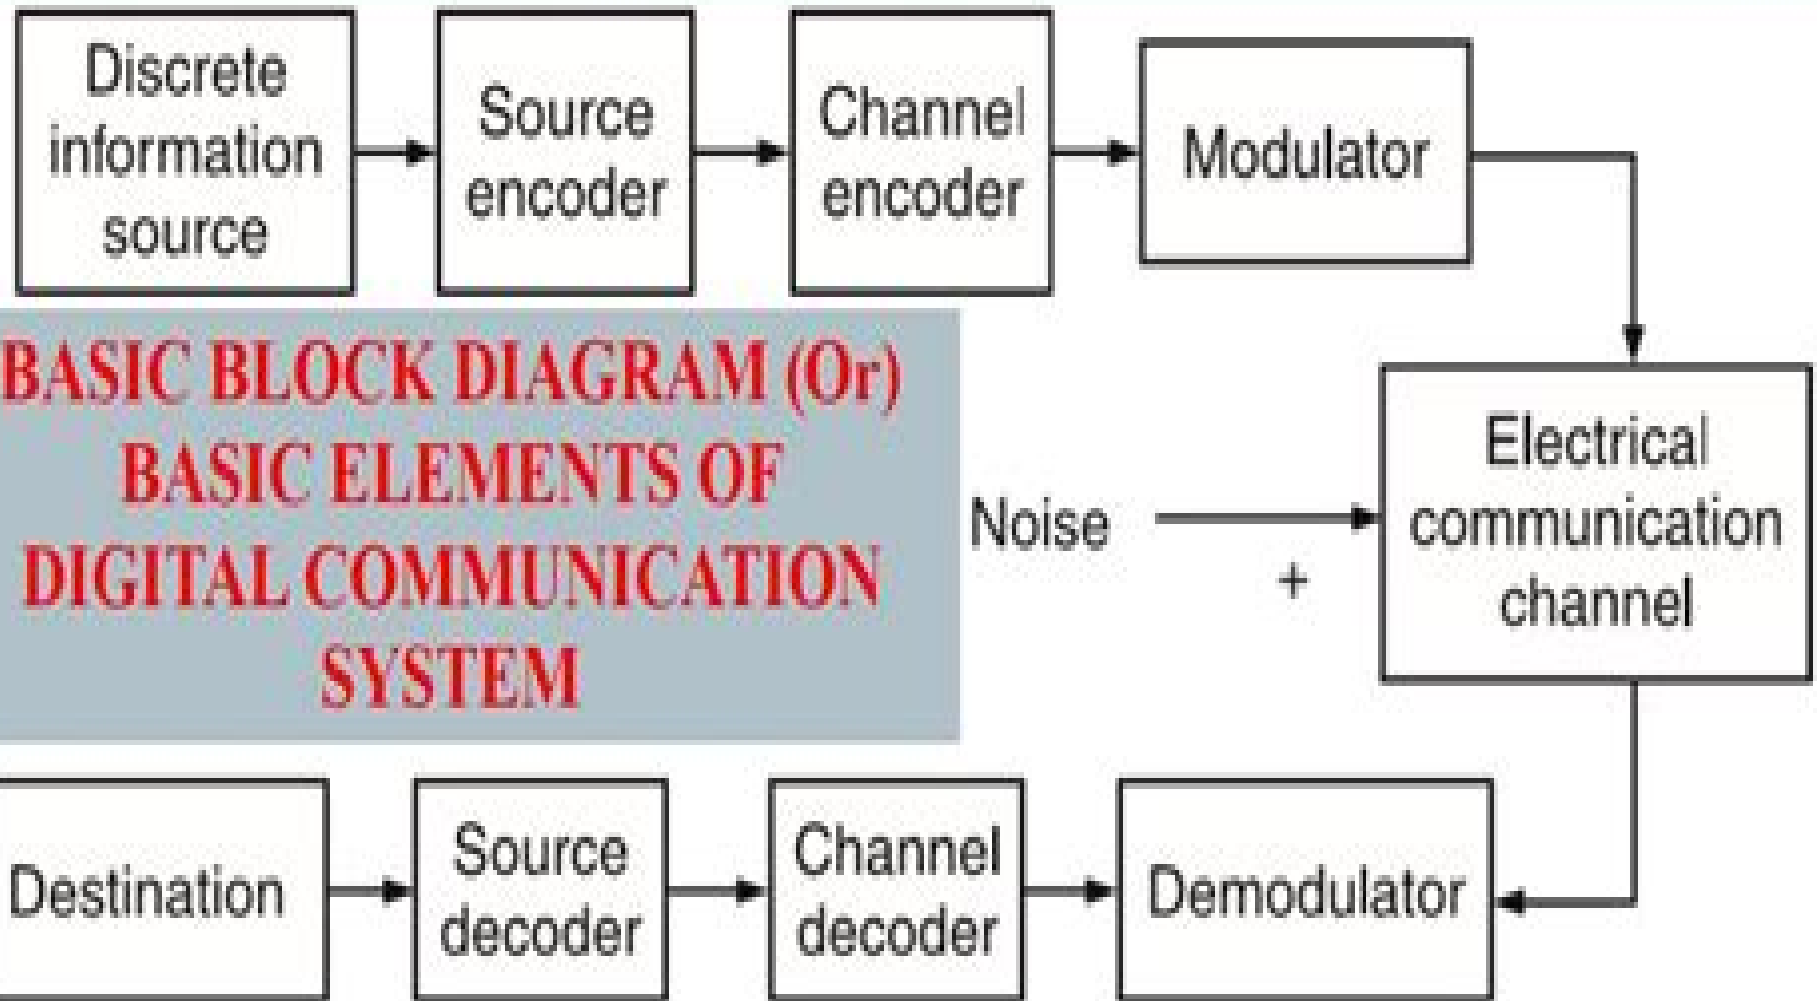 Discrete
information
source
Source
encoder
Channel
encoder
Modulator
BASIC BLOCK DIAGRAM (Or)
BASIC ELEMENTS OF
DIGITAL COMMUNICATION
SYSTEM
Noise
+
Electrical
communication
channel
Destination
Source
decoder
Channel
decoder
Demodulator